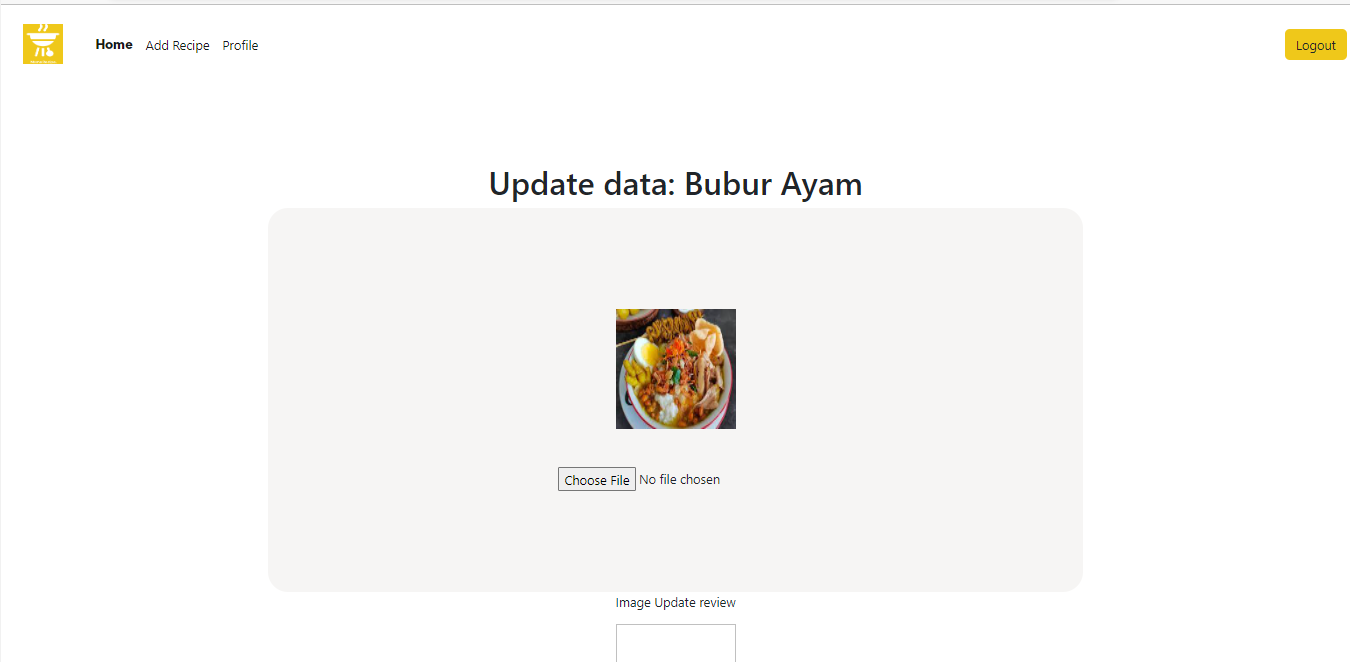 Home Add Recipe Profile Logout
Update data: Bubur Ayam
Choose File No file chosen
Image Update review